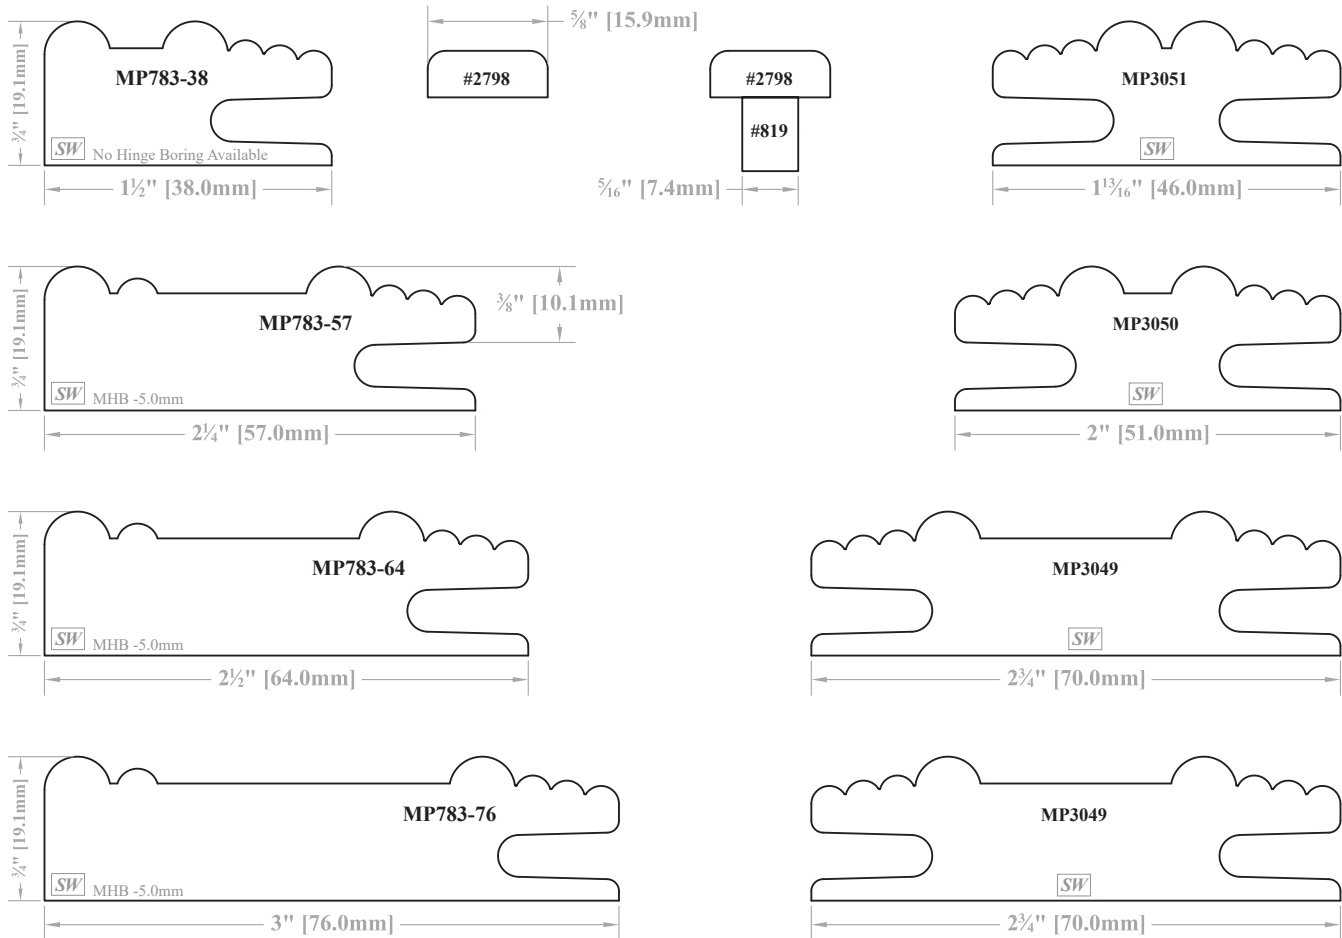 ⅝" [15.9mm]
MP783-38
#2798
#2798
MP3051
¾" [19.1mm]
#819
SW No Hinge Boring Available
SW
1½" [38.0mm]
5⁄16" [7.4mm]
1 13⁄16" [46.0mm]
¾" [19.1mm]
⅜" [10.1mm]
MP783-57
MP3050
SW MHB -5.0mm
SW
2¼" [57.0mm]
2" [51.0mm]
¾" [19.1mm]
MP783-64
MP3049
SW MHB -5.0mm
SW
2½" [64.0mm]
2¾" [70.0mm]
¾" [19.1mm]
MP783-76
MP3049
SW MHB -5.0mm
SW
3" [76.0mm]
2¾" [70.0mm]